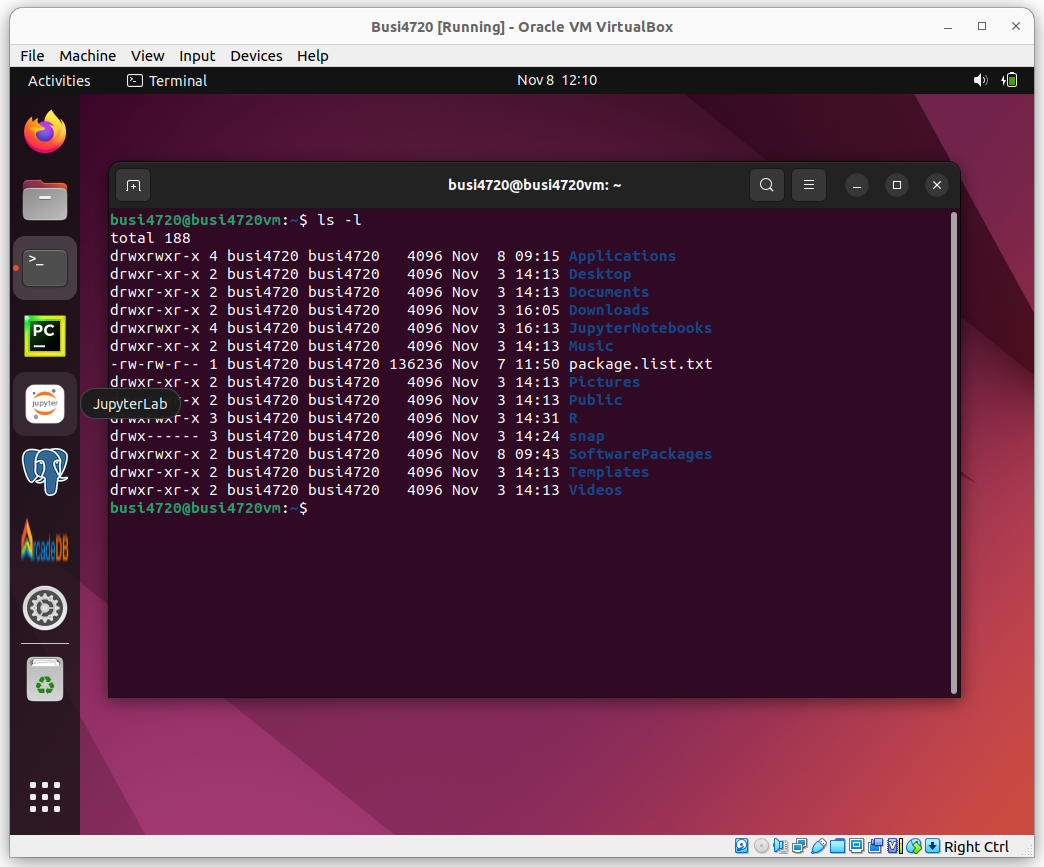 Busi4720 [Running] - Oracle VM VirtualBox
File Machine View Input Devices Help
Activities Terminal Nov 8 12:10
busi4720@busi4720vm: ~
busi4720@busi4720vm:~$ ls -l
total 188
drwxrwxr-x 4 busi4720 busi4720   4096 Nov  8 09:15 Applications
drwxr-xr-x 2 busi4720 busi4720   4096 Nov  3 14:13 Desktop
drwxr-xr-x 2 busi4720 busi4720   4096 Nov  3 14:13 Documents
drwxr-xr-x 2 busi4720 busi4720   4096 Nov  3 16:05 Downloads
drwxrwxr-x 4 busi4720 busi4720   4096 Nov  3 16:13 JupyterNotebooks
drwxr-xr-x 2 busi4720 busi4720   4096 Nov  3 14:13 Music
-rw-rw-r-- 1 busi4720 busi4720 136236 Nov  7 11:50 package.list.txt
drwxr-xr-x 2 busi4720 busi4720   4096 Nov  3 14:13 Pictures
drwxr-xr-x 2 busi4720 busi4720   4096 Nov  3 14:13 Public
drwxrwxr-x 3 busi4720 busi4720   4096 Nov  3 14:31 R
drwx------ 3 busi4720 busi4720   4096 Nov  3 14:24 snap
drwxrwxr-x 2 busi4720 busi4720   4096 Nov  8 09:43 SoftwarePackages
drwxr-xr-x 2 busi4720 busi4720   4096 Nov  3 14:13 Templates
drwxr-xr-x 2 busi4720 busi4720   4096 Nov  3 14:13 Videos
busi4720@busi4720vm:~$
>_
PC
jupyter
JupyterLab
ArcadeDB
Right Ctrl